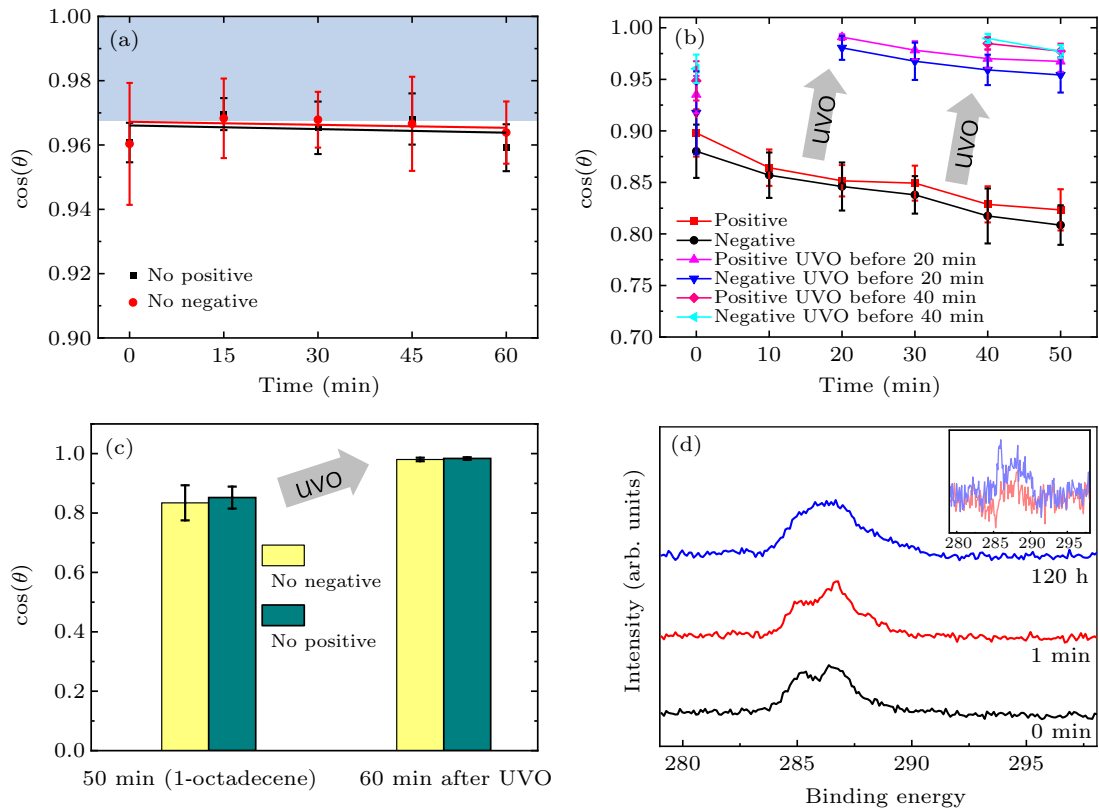 (a)
1.00
0.98
0.96
0.94
0.92
0.90
cos(θ)
No positive
No negative
0 15 30 45 60
Time (min)
(b)
1.00
0.95
0.90
0.85
0.80
0.75
0.70
cos(θ)
UVO
UVO
Positive
Negative
Positive UVO before 20 min
Negative UVO before 20 min
Positive UVO before 40 min
Negative UVO before 40 min
0 10 20 30 40 50
Time (min)
(c)
1.0
0.8
0.6
0.4
0.2
0.0
cos(θ)
UVO
No negative
No positive
50 min (1-octadecene) 60 min after UVO
(d)
Intensity (arb. units)
280 285 290 295
120 h
1 min
0 min
280 285 290 295
Binding energy